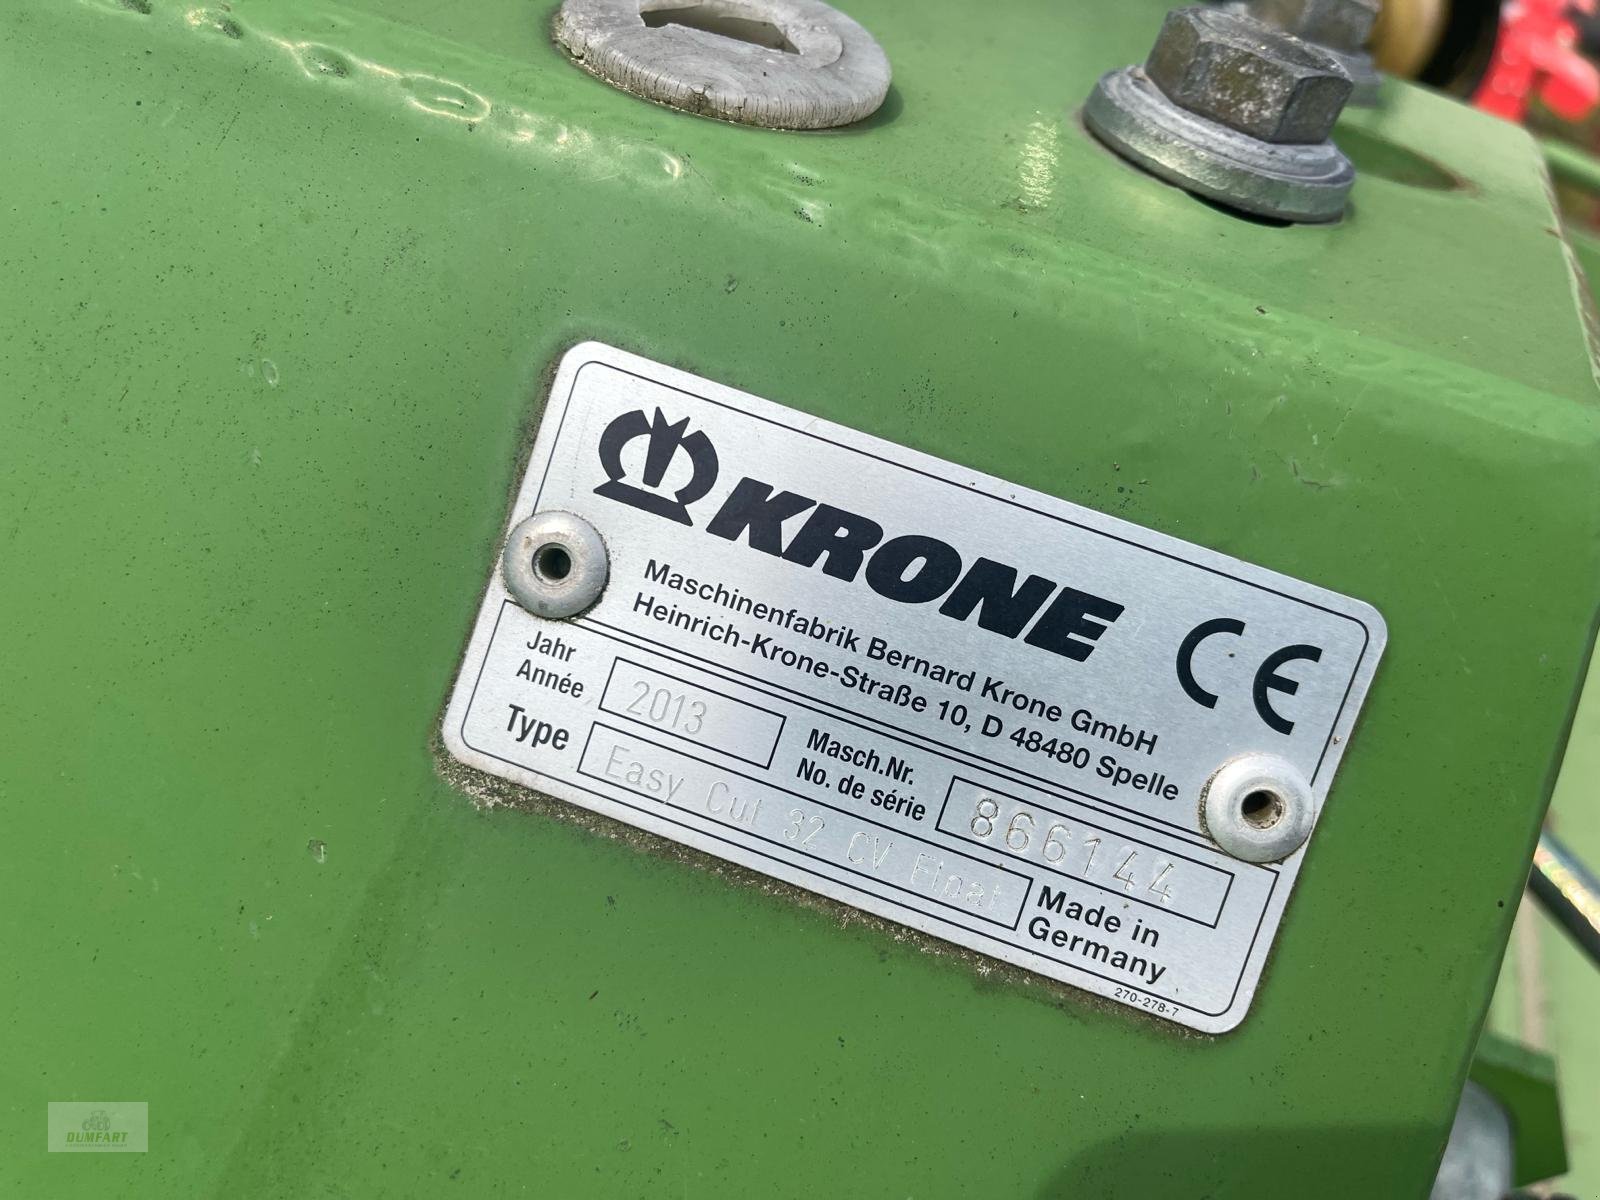 KRONE
Maschinenfabrik Bernard Krone GmbH
Heinrich-Krone-Straße 10, D 48480 Spelle
CE
Jahr
Année
2013
Masch.Nr.
No. de série
866144
Type
Easy Cut 32 CV Float
Made in
Germany
270-278-7
DUMFART